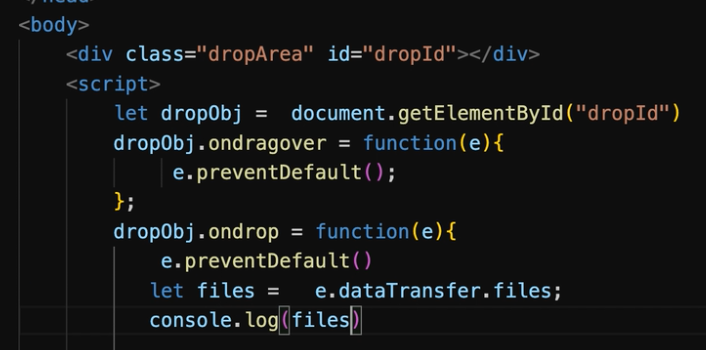 </head>
<body>
<div class="dropArea" id="dropId"></div>
<script>
let dropObj =  document.getElementById("dropId")
dropObj.ondragover = function(e){
e.preventDefault();
};
dropObj.ondrop = function(e){
e.preventDefault()
let files =   e.dataTransfer.files;
console.log(files)